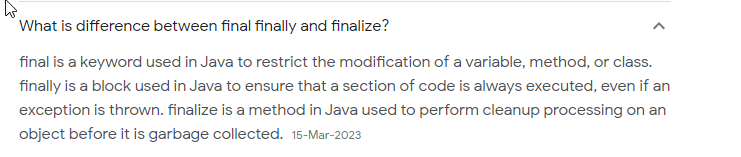 What is difference between final finally and finalize?
final is a keyword used in Java to restrict the modification of a variable, method, or class.
finally is a block used in Java to ensure that a section of code is always executed, even if an
exception is thrown. finalize is a method in Java used to perform cleanup processing on an
object before it is garbage collected. 15-Mar-2023